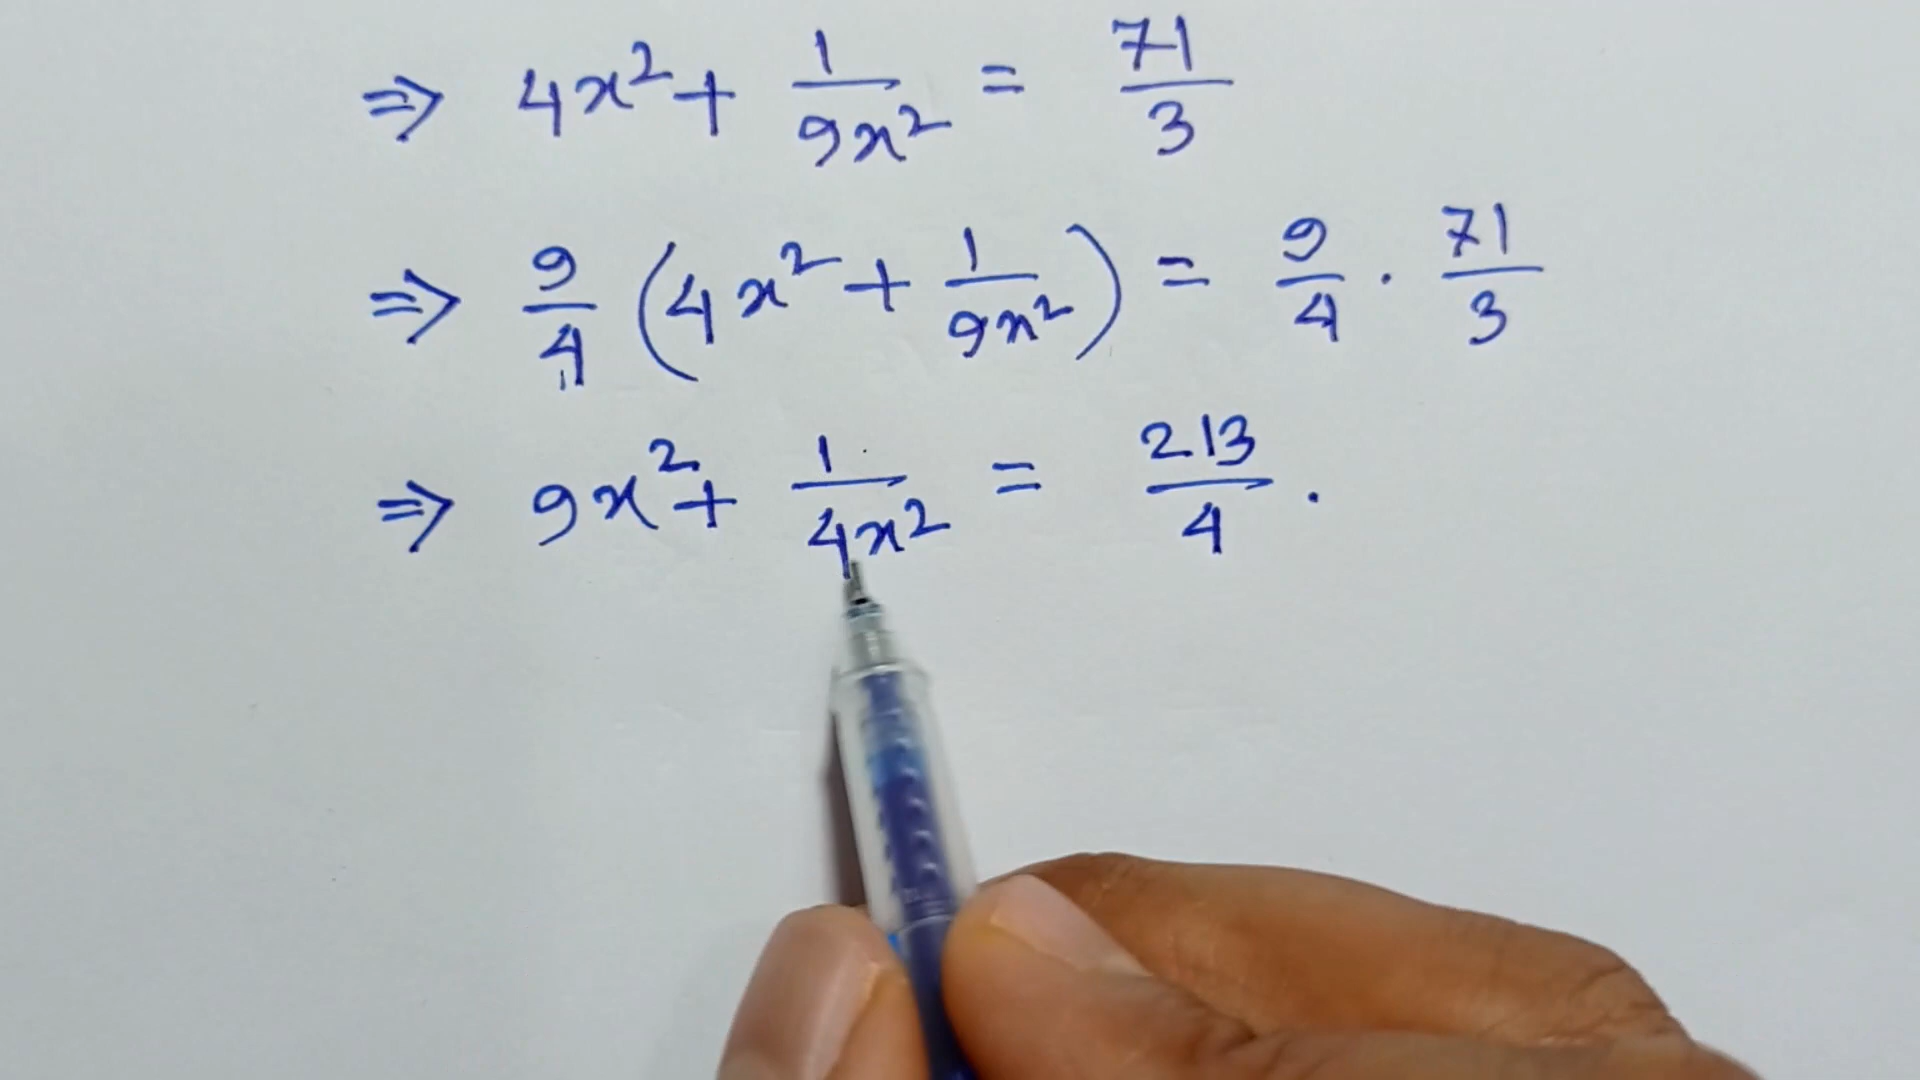 ⇒ 4x² + 1/9x² = 71/3
⇒ 9/4 (4x² + 1/9x²) = 9/4 · 71/3
⇒ 9x² + 1/4x² = 213/4 .